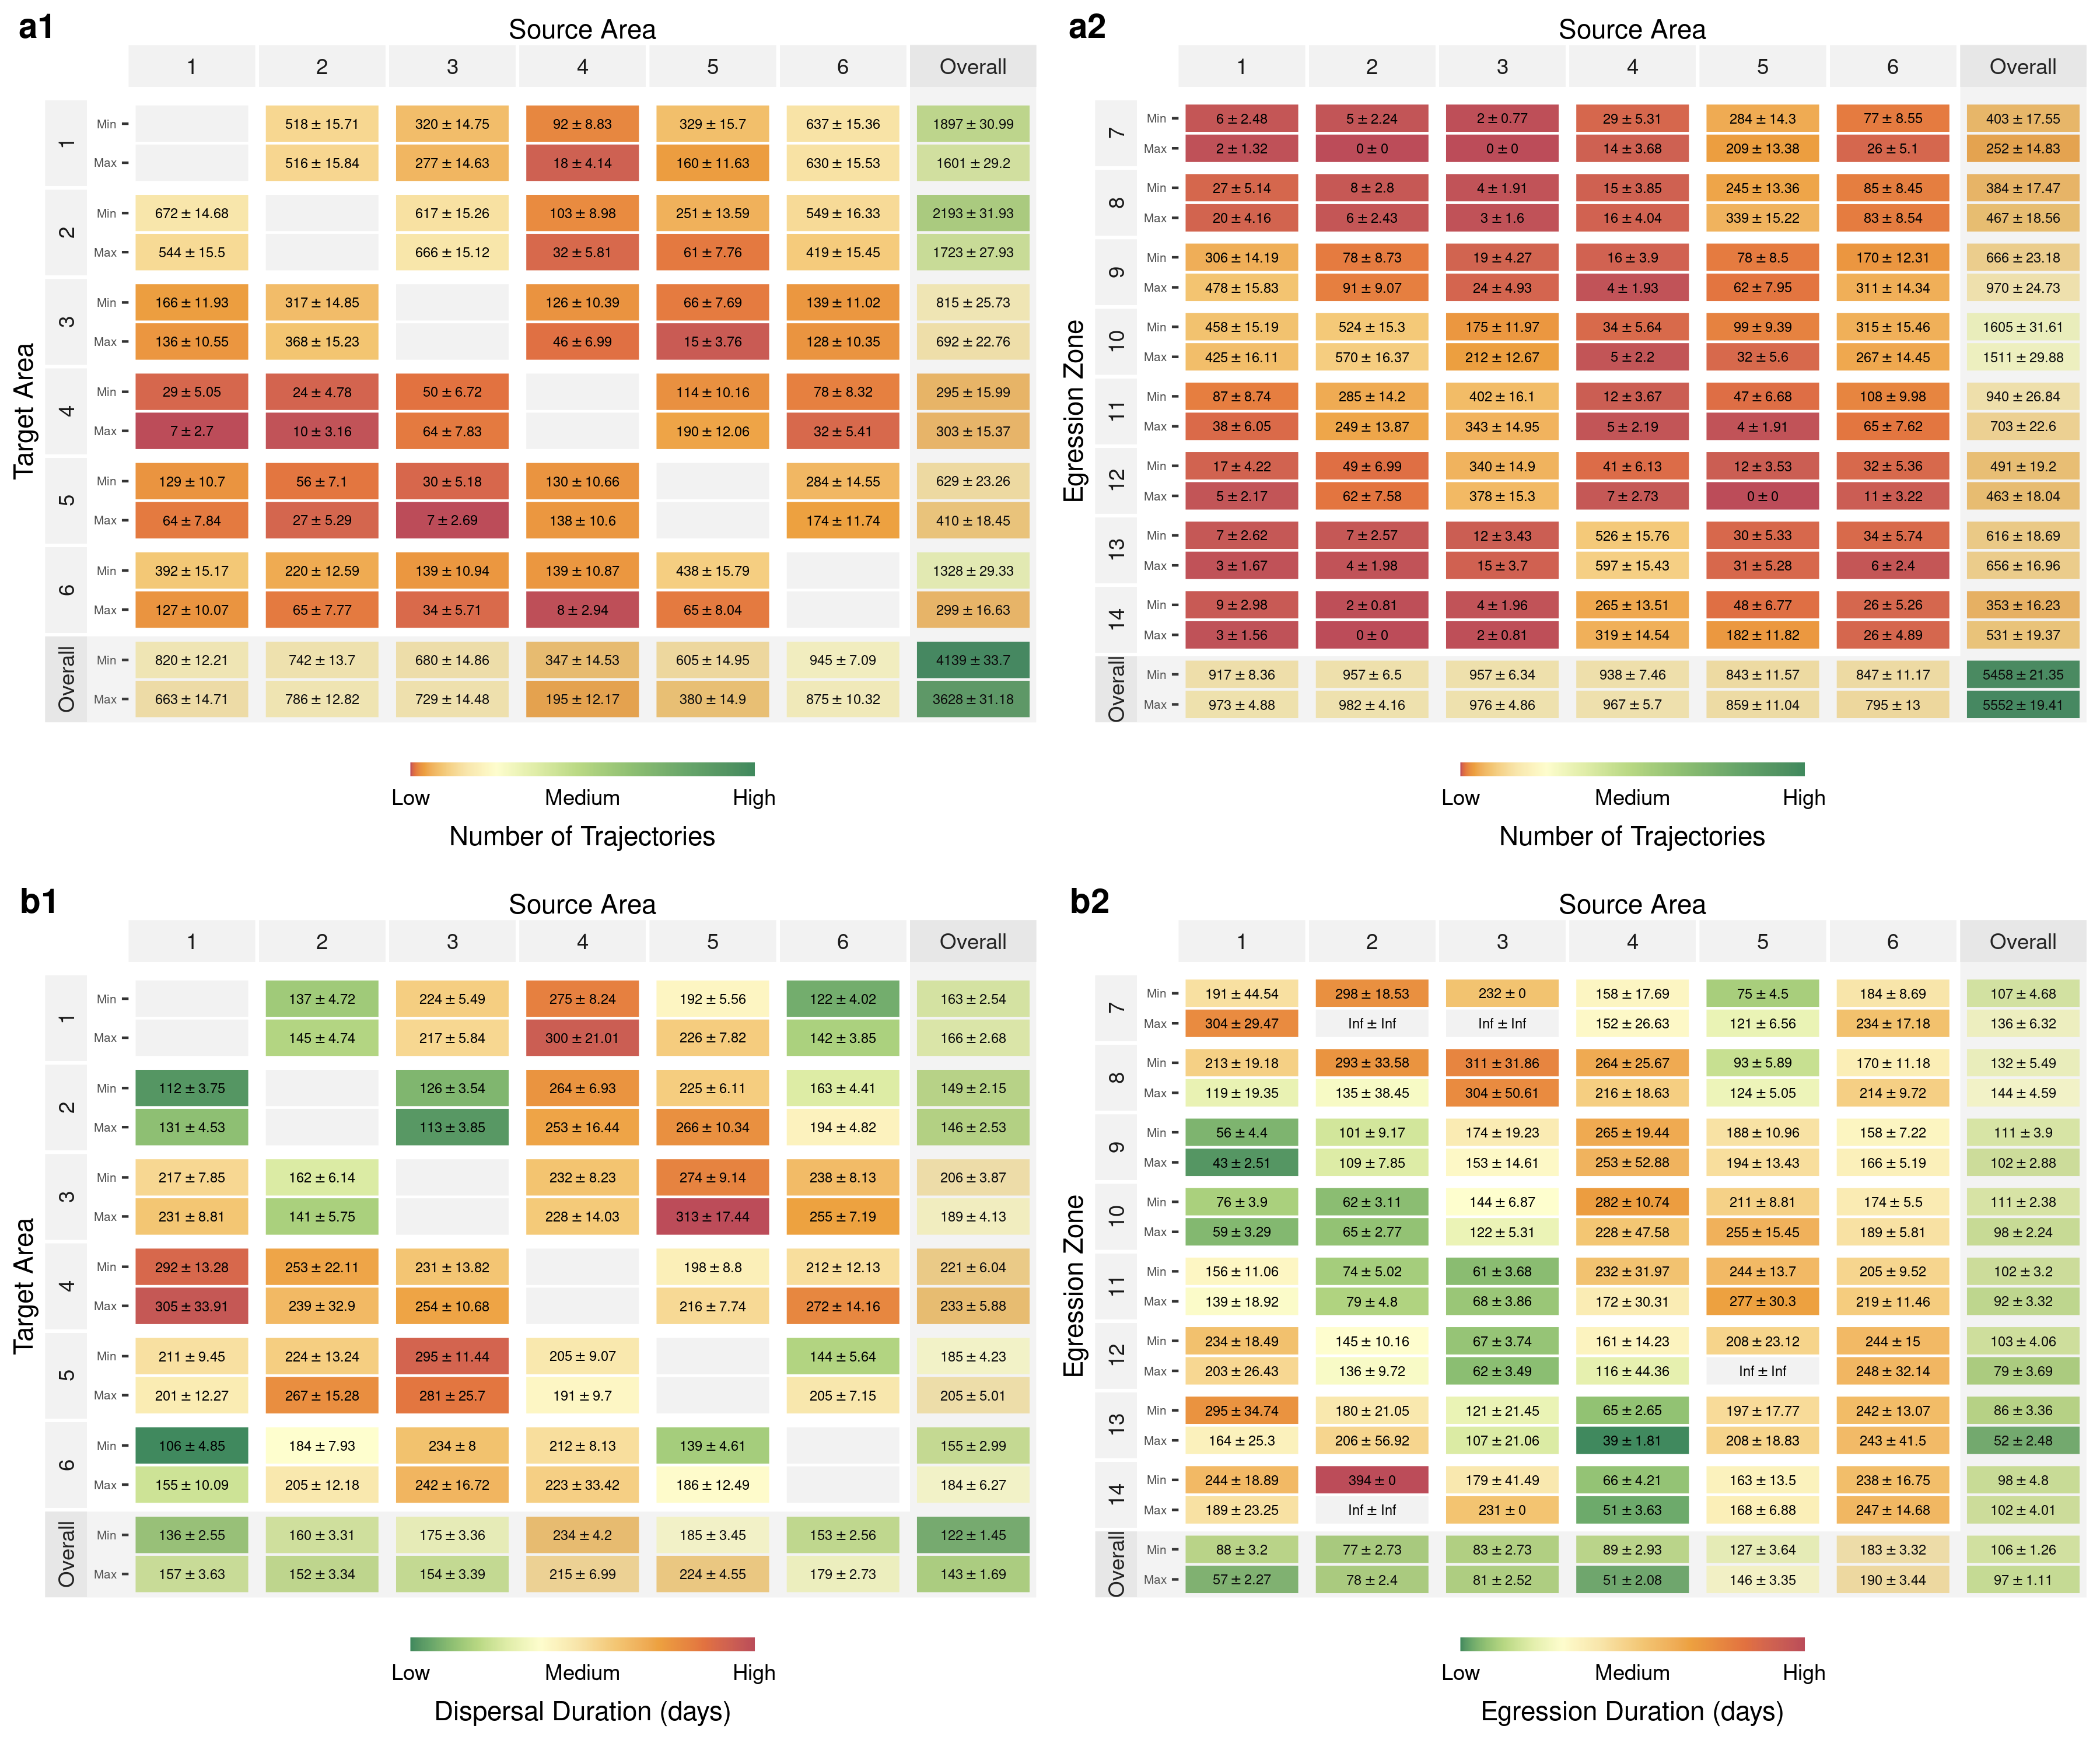 a1
Source Area
1 2 3 4 5 6 Overall
Target Area
1
Min 518 ± 15.71 320 ± 14.75 92 ± 8.83 329 ± 15.7 637 ± 15.36 1897 ± 30.99
Max 516 ± 15.84 277 ± 14.63 18 ± 4.14 160 ± 11.63 630 ± 15.53 1601 ± 29.2
2
Min 672 ± 14.68 617 ± 15.26 103 ± 8.98 251 ± 13.59 549 ± 16.33 2193 ± 31.93
Max 544 ± 15.5 666 ± 15.12 32 ± 5.81 61 ± 7.76 419 ± 15.45 1723 ± 27.93
3
Min 166 ± 11.93 317 ± 14.85 126 ± 10.39 66 ± 7.69 139 ± 11.02 815 ± 25.73
Max 136 ± 10.55 368 ± 15.23 46 ± 6.99 15 ± 3.76 128 ± 10.35 692 ± 22.76
4
Min 29 ± 5.05 24 ± 4.78 50 ± 6.72 114 ± 10.16 78 ± 8.32 295 ± 15.99
Max 7 ± 2.7 10 ± 3.16 64 ± 7.83 190 ± 12.06 32 ± 5.41 303 ± 15.37
5
Min 129 ± 10.7 56 ± 7.1 30 ± 5.18 130 ± 10.66 284 ± 14.55 629 ± 23.26
Max 64 ± 7.84 27 ± 5.29 7 ± 2.69 138 ± 10.6 174 ± 11.74 410 ± 18.45
6
Min 392 ± 15.17 220 ± 12.59 139 ± 10.94 139 ± 10.87 438 ± 15.79 1328 ± 29.33
Max 127 ± 10.07 65 ± 7.77 34 ± 5.71 8 ± 2.94 65 ± 8.04 299 ± 16.63
Overall
Min 820 ± 12.21 742 ± 13.7 680 ± 14.86 347 ± 14.53 605 ± 14.95 945 ± 7.09 4139 ± 33.7
Max 663 ± 14.71 786 ± 12.82 729 ± 14.48 195 ± 12.17 380 ± 14.9 875 ± 10.32 3628 ± 31.18
Low Medium High
Number of Trajectories
a2
Source Area
1 2 3 4 5 6 Overall
Egression Zone
7
Min 6 ± 2.48 5 ± 2.24 2 ± 0.77 29 ± 5.31 284 ± 14.3 77 ± 8.55 403 ± 17.55
Max 2 ± 1.32 0 ± 0 0 ± 0 14 ± 3.68 209 ± 13.38 26 ± 5.1 252 ± 14.83
8
Min 27 ± 5.14 8 ± 2.8 4 ± 1.91 15 ± 3.85 245 ± 13.36 85 ± 8.45 384 ± 17.47
Max 20 ± 4.16 6 ± 2.43 3 ± 1.6 16 ± 4.04 339 ± 15.22 83 ± 8.54 467 ± 18.56
9
Min 306 ± 14.19 78 ± 8.73 19 ± 4.27 16 ± 3.9 78 ± 8.5 170 ± 12.31 666 ± 23.18
Max 478 ± 15.83 91 ± 9.07 24 ± 4.93 4 ± 1.93 62 ± 7.95 311 ± 14.34 970 ± 24.73
10
Min 458 ± 15.19 524 ± 15.3 175 ± 11.97 34 ± 5.64 99 ± 9.39 315 ± 15.46 1605 ± 31.61
Max 425 ± 16.11 570 ± 16.37 212 ± 12.67 5 ± 2.2 32 ± 5.6 267 ± 14.45 1511 ± 29.88
11
Min 87 ± 8.74 285 ± 14.2 402 ± 16.1 12 ± 3.67 47 ± 6.68 108 ± 9.98 940 ± 26.84
Max 38 ± 6.05 249 ± 13.87 343 ± 14.95 5 ± 2.19 4 ± 1.91 65 ± 7.62 703 ± 22.6
12
Min 17 ± 4.22 49 ± 6.99 340 ± 14.9 41 ± 6.13 12 ± 3.53 32 ± 5.36 491 ± 19.2
Max 5 ± 2.17 62 ± 7.58 378 ± 15.3 7 ± 2.73 0 ± 0 11 ± 3.22 463 ± 18.04
13
Min 7 ± 2.62 7 ± 2.57 12 ± 3.43 526 ± 15.76 30 ± 5.33 34 ± 5.74 616 ± 18.69
Max 3 ± 1.67 4 ± 1.98 15 ± 3.7 597 ± 15.43 31 ± 5.28 6 ± 2.4 656 ± 16.96
14
Min 9 ± 2.98 2 ± 0.81 4 ± 1.96 265 ± 13.51 48 ± 6.77 26 ± 5.26 353 ± 16.23
Max 3 ± 1.56 0 ± 0 2 ± 0.81 319 ± 14.54 182 ± 11.82 26 ± 4.89 531 ± 19.37
Overall
Min 917 ± 8.36 957 ± 6.5 957 ± 6.34 938 ± 7.46 843 ± 11.57 847 ± 11.17 5458 ± 21.35
Max 973 ± 4.88 982 ± 4.16 976 ± 4.86 967 ± 5.7 859 ± 11.04 795 ± 13 5552 ± 19.41
Low Medium High
Number of Trajectories
b1
Source Area
1 2 3 4 5 6 Overall
Target Area
1
Min 137 ± 4.72 224 ± 5.49 275 ± 8.24 192 ± 5.56 122 ± 4.02 163 ± 2.54
Max 145 ± 4.74 217 ± 5.84 300 ± 21.01 226 ± 7.82 142 ± 3.85 166 ± 2.68
2
Min 112 ± 3.75 126 ± 3.54 264 ± 6.93 225 ± 6.11 163 ± 4.41 149 ± 2.15
Max 131 ± 4.53 113 ± 3.85 253 ± 16.44 266 ± 10.34 194 ± 4.82 146 ± 2.53
3
Min 217 ± 7.85 162 ± 6.14 232 ± 8.23 274 ± 9.14 238 ± 8.13 206 ± 3.87
Max 231 ± 8.81 141 ± 5.75 228 ± 14.03 313 ± 17.44 255 ± 7.19 189 ± 4.13
4
Min 292 ± 13.28 253 ± 22.11 231 ± 13.82 198 ± 8.8 212 ± 12.13 221 ± 6.04
Max 305 ± 33.91 239 ± 32.9 254 ± 10.68 216 ± 7.74 272 ± 14.16 233 ± 5.88
5
Min 211 ± 9.45 224 ± 13.24 295 ± 11.44 205 ± 9.07 144 ± 5.64 185 ± 4.23
Max 201 ± 12.27 267 ± 15.28 281 ± 25.7 191 ± 9.7 205 ± 7.15 205 ± 5.01
6
Min 106 ± 4.85 184 ± 7.93 234 ± 8 212 ± 8.13 139 ± 4.61 155 ± 2.99
Max 155 ± 10.09 205 ± 12.18 242 ± 16.72 223 ± 33.42 186 ± 12.49 184 ± 6.27
Overall
Min 136 ± 2.55 160 ± 3.31 175 ± 3.36 234 ± 4.2 185 ± 3.45 153 ± 2.56 122 ± 1.45
Max 157 ± 3.63 152 ± 3.34 154 ± 3.39 215 ± 6.99 224 ± 4.55 179 ± 2.73 143 ± 1.69
Low Medium High
Dispersal Duration (days)
b2
Source Area
1 2 3 4 5 6 Overall
Egression Zone
7
Min 191 ± 44.54 298 ± 18.53 232 ± 0 158 ± 17.69 75 ± 4.5 184 ± 8.69 107 ± 4.68
Max 304 ± 29.47 Inf ± Inf Inf ± Inf 152 ± 26.63 121 ± 6.56 234 ± 17.18 136 ± 6.32
8
Min 213 ± 19.18 293 ± 33.58 311 ± 31.86 264 ± 25.67 93 ± 5.89 170 ± 11.18 132 ± 5.49
Max 119 ± 19.35 135 ± 38.45 304 ± 50.61 216 ± 18.63 124 ± 5.05 214 ± 9.72 144 ± 4.59
9
Min 56 ± 4.4 101 ± 9.17 174 ± 19.23 265 ± 19.44 188 ± 10.96 158 ± 7.22 111 ± 3.9
Max 43 ± 2.51 109 ± 7.85 153 ± 14.61 253 ± 52.88 194 ± 13.43 166 ± 5.19 102 ± 2.88
10
Min 76 ± 3.9 62 ± 3.11 144 ± 6.87 282 ± 10.74 211 ± 8.81 174 ± 5.5 111 ± 2.38
Max 59 ± 3.29 65 ± 2.77 122 ± 5.31 228 ± 47.58 255 ± 15.45 189 ± 5.81 98 ± 2.24
11
Min 156 ± 11.06 74 ± 5.02 61 ± 3.68 232 ± 31.97 244 ± 13.7 205 ± 9.52 102 ± 3.2
Max 139 ± 18.92 79 ± 4.8 68 ± 3.86 172 ± 30.31 277 ± 30.3 219 ± 11.46 92 ± 3.32
12
Min 234 ± 18.49 145 ± 10.16 67 ± 3.74 161 ± 14.23 208 ± 23.12 244 ± 15 103 ± 4.06
Max 203 ± 26.43 136 ± 9.72 62 ± 3.49 116 ± 44.36 Inf ± Inf 248 ± 32.14 79 ± 3.69
13
Min 295 ± 34.74 180 ± 21.05 121 ± 21.45 65 ± 2.65 197 ± 17.77 242 ± 13.07 86 ± 3.36
Max 164 ± 25.3 206 ± 56.92 107 ± 21.06 39 ± 1.81 208 ± 18.83 243 ± 41.5 52 ± 2.48
14
Min 244 ± 18.89 394 ± 0 179 ± 41.49 66 ± 4.21 163 ± 13.5 238 ± 16.75 98 ± 4.8
Max 189 ± 23.25 Inf ± Inf 231 ± 0 51 ± 3.63 168 ± 6.88 247 ± 14.68 102 ± 4.01
Overall
Min 88 ± 3.2 77 ± 2.73 83 ± 2.73 89 ± 2.93 127 ± 3.64 183 ± 3.32 106 ± 1.26
Max 57 ± 2.27 78 ± 2.4 81 ± 2.52 51 ± 2.08 146 ± 3.35 190 ± 3.44 97 ± 1.11
Low Medium High
Egression Duration (days)